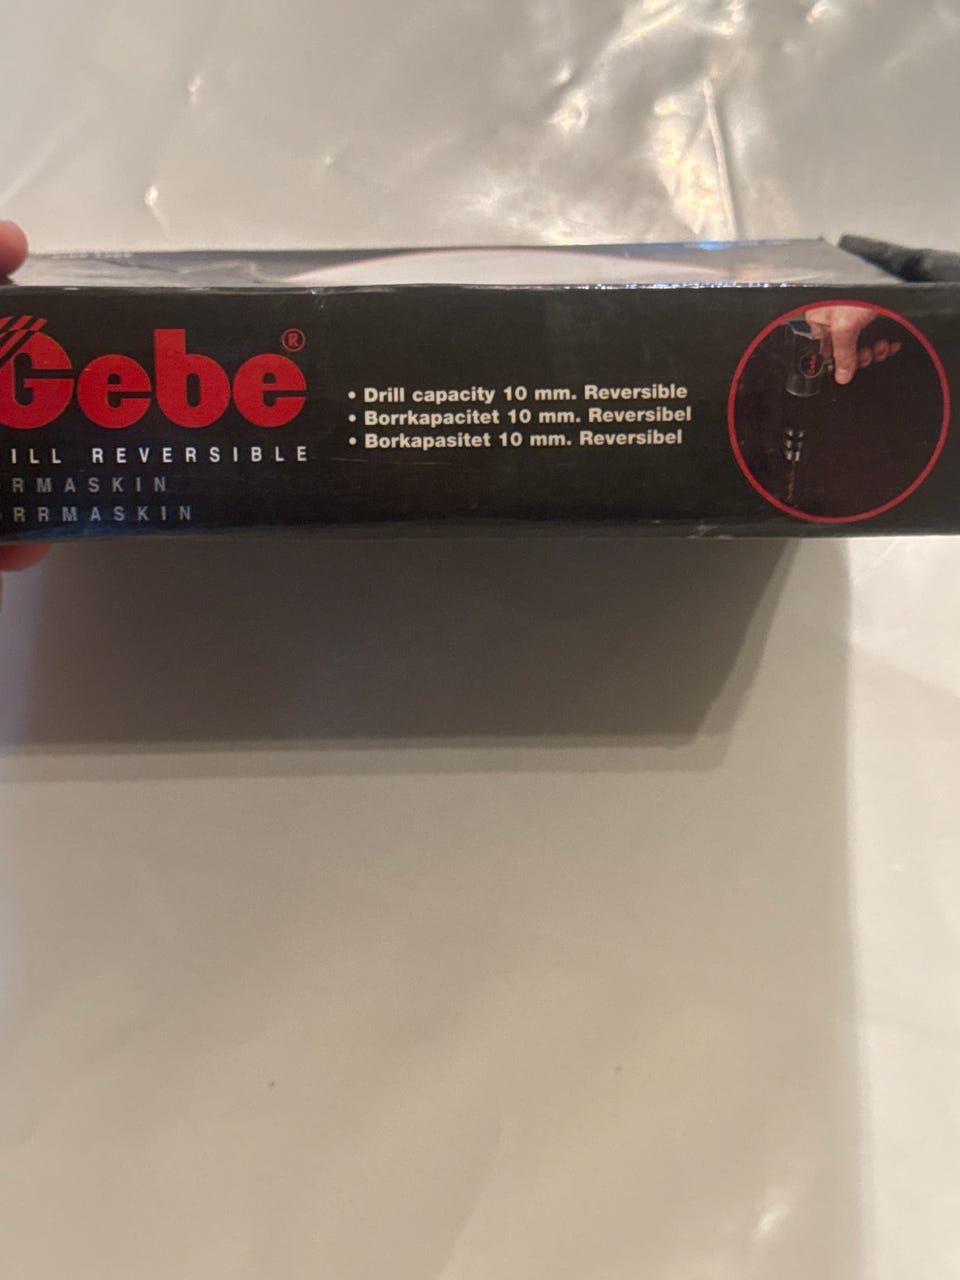 Gebe®
ILL REVERSIBLE
RMASKIN
RRMASKIN
• Drill capacity 10 mm. Reversible
• Borrkapacitet 10 mm. Reversibel
• Borkapasitet 10 mm. Reversibel